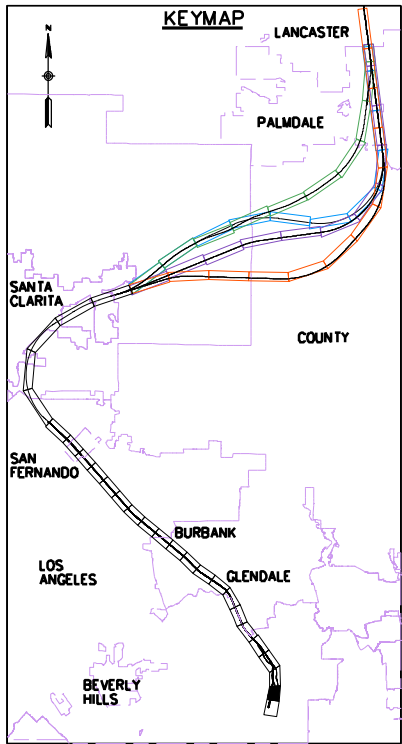 KEYMAP
N
LANCASTER
PALMDALE
SANTA
CLARITA
COUNTY
SAN
FERNANDO
BURBANK
LOS
ANGELES
GLENDALE
BEVERLY
HILLS